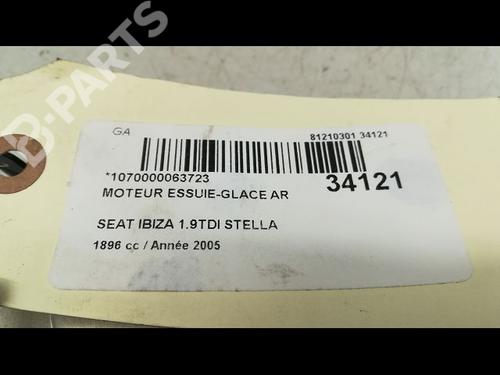 GA
81210301 34121
*1070000063723
34121
MOTEUR ESSUIE-GLACE AR
SEAT IBIZA 1.9TDI STELLA
1896 cc / Année 2005
B-PARTS